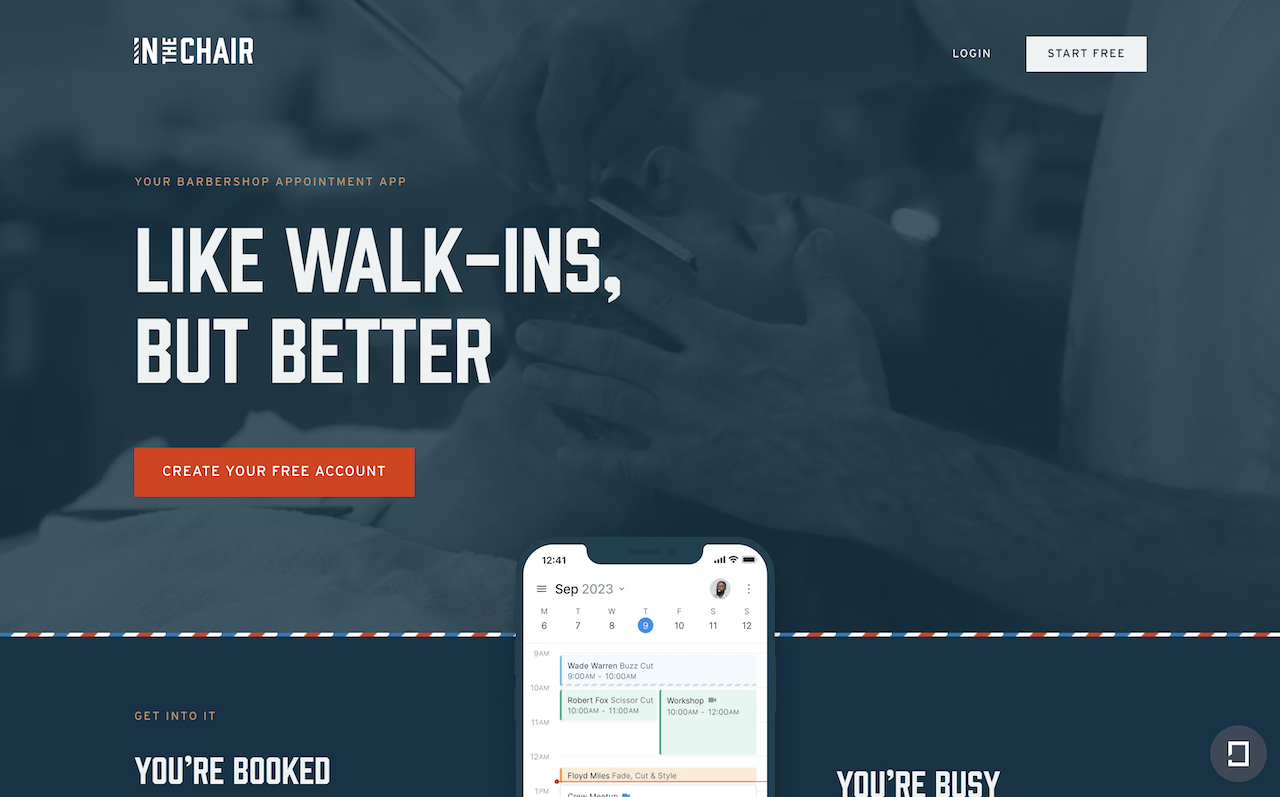 IN THE CHAIR
LOGIN
START FREE
YOUR BARBERSHOP APPOINTMENT APP
LIKE WALK-INS,
BUT BETTER
CREATE YOUR FREE ACCOUNT
12:41
Sep 2023
M T W T F S S
6 7 8 9 10 11 12
9AM
Wade Warren Buzz Cut
9:00AM - 10:00AM
10AM
Robert Fox Scissor Cut
10:00AM - 11:00AM
Workshop
10:00AM - 12:00AM
11AM
12AM
Floyd Miles Fade, Cut & Style
1PM
Crew Meetup
GET INTO IT
YOU'RE BOOKED
YOU'RE BUSY